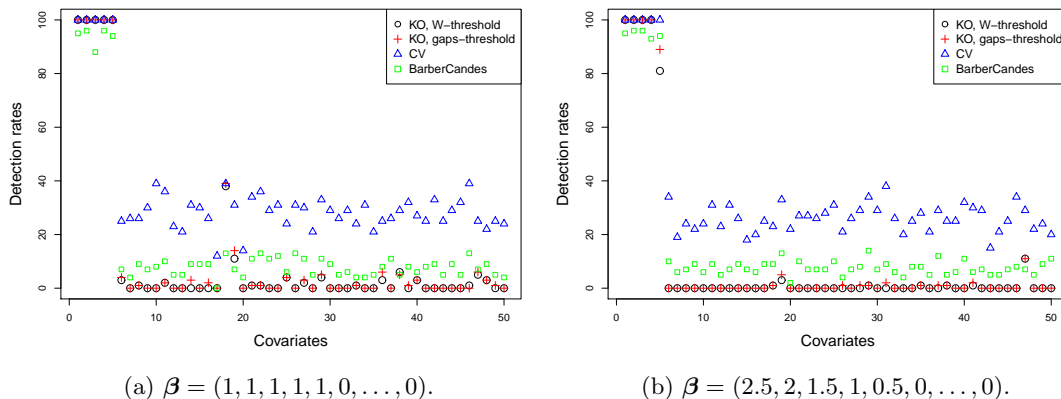 100
80
60
40
20
0
Detection rates
KO, W-threshold
KO, gaps-threshold
CV
BarberCandes
0 10 20 30 40 50
Covariates
(a) β = (1, 1, 1, 1, 1, 0, . . . , 0).
100
80
60
40
20
0
Detection rates
KO, W-threshold
KO, gaps-threshold
CV
BarberCandes
0 10 20 30 40 50
Covariates
(b) β = (2.5, 2, 1.5, 1, 0.5, 0, . . . , 0).